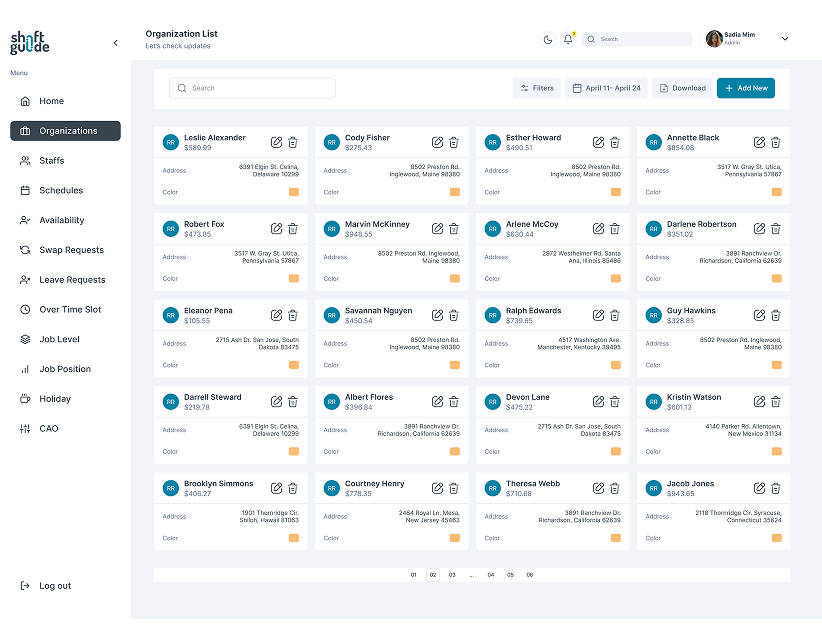 shift
guide
Organization List
Let's check updates
Search
2
Sadia Mim
Admin
Menu
Home
Organizations
Staffs
Schedules
Availability
Swap Requests
Leave Requests
Over Time Slot
Job Level
Job Position
Holiday
CAO
Log out
Search
Filters
April 11- April 24
Download
Add New
RR
Leslie Alexander
$589.99
Address
6391 Elgin St. Celina,
Delaware 10299
Color
RR
Cody Fisher
$275.43
Address
8502 Preston Rd.
Inglewood, Maine 98380
Color
RR
Esther Howard
$490.51
Address
8502 Preston Rd.
Inglewood, Maine 98380
Color
RR
Annette Black
$854.08
Address
3517 W. Gray St. Utica,
Pennsylvania 57867
Color
RR
Robert Fox
$473.85
Address
3517 W. Gray St. Utica,
Pennsylvania 57867
Color
RR
Marvin McKinney
$948.55
Address
8502 Preston Rd. Inglewood,
Maine 98380
Color
RR
Arlene McCoy
$630.44
Address
2972 Westheimer Rd. Santa
Ana, Illinois 85486
Color
RR
Darlene Robertson
$351.02
Address
3891 Ranchview Dr.
Richardson, California 62639
Color
RR
Eleanor Pena
$105.55
Address
2715 Ash Dr. San Jose, South
Dakota 83475
Color
RR
Savannah Nguyen
$450.54
Address
8502 Preston Rd.
Inglewood, Maine 98380
Color
RR
Ralph Edwards
$739.65
Address
4517 Washington Ave.
Manchester, Kentucky 39495
Color
RR
Guy Hawkins
$328.85
Address
8502 Preston Rd. Inglewood,
Maine 98380
Color
RR
Darrell Steward
$219.78
Address
6391 Elgin St. Celina,
Delaware 10299
Color
RR
Albert Flores
$396.84
Address
3891 Ranchview Dr.
Richardson, California 62639
Color
RR
Devon Lane
$475.22
Address
2715 Ash Dr. San Jose, South
Dakota 83475
Color
RR
Kristin Watson
$601.13
Address
4140 Parker Rd. Allentown,
New Mexico 31134
Color
RR
Brooklyn Simmons
$406.27
Address
1901 Thornridge Cir.
Shiloh, Hawaii 81063
Color
RR
Courtney Henry
$778.35
Address
2464 Royal Ln. Mesa,
New Jersey 45463
Color
RR
Theresa Webb
$710.68
Address
3891 Ranchview Dr.
Richardson, California 62639
Color
RR
Jacob Jones
$943.65
Address
2118 Thornridge Cir. Syracuse,
Connecticut 35624
Color
01 02 03 ... 04 05 06